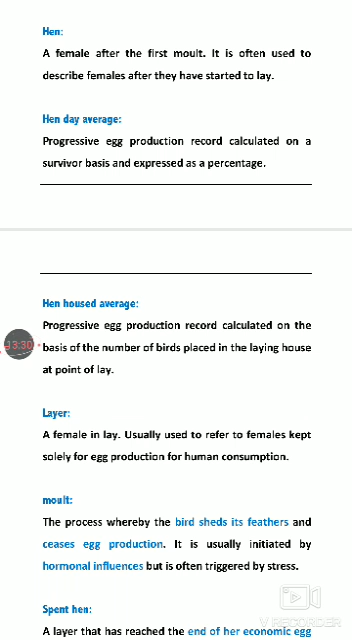 Hen:
A female after the first moult. It is often used to
describe females after they have started to lay.
Hen day average:
Progressive egg production record calculated on a
survivor basis and expressed as a percentage.
Hen housed average:
Progressive egg production record calculated on the
13:30
basis of the number of birds placed in the laying house
at point of lay.
Layer:
A female in lay. Usually used to refer to females kept
solely for egg production for human consumption.
moult:
The process whereby the bird sheds its feathers and
ceases egg production. It is usually initiated by
hormonal influences but is often triggered by stress.
Spent hen:
A layer that has reached the end of her economic egg
V RECORDER